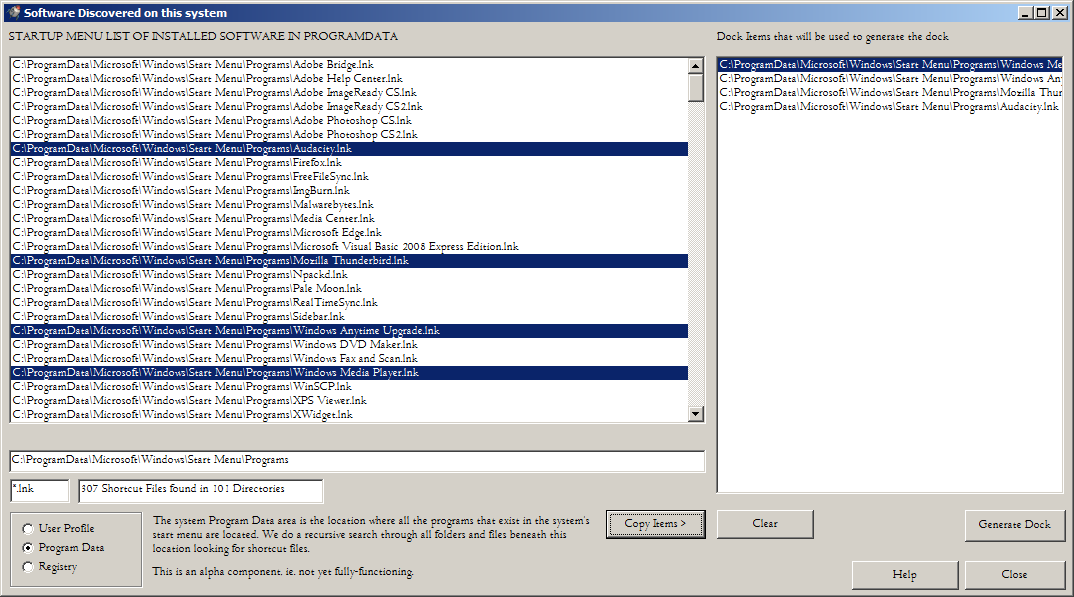 Software Discovered on this system
STARTUP MENU LIST OF INSTALLED SOFTWARE IN PROGRAMDATA
C:\ProgramData\Microsoft\Windows\Start Menu\Programs\Adobe Bridge.lnk
C:\ProgramData\Microsoft\Windows\Start Menu\Programs\Adobe Help Center.lnk
C:\ProgramData\Microsoft\Windows\Start Menu\Programs\Adobe ImageReady CS.lnk
C:\ProgramData\Microsoft\Windows\Start Menu\Programs\Adobe ImageReady CS2.lnk
C:\ProgramData\Microsoft\Windows\Start Menu\Programs\Adobe Photoshop CS.lnk
C:\ProgramData\Microsoft\Windows\Start Menu\Programs\Adobe Photoshop CS2.lnk
C:\ProgramData\Microsoft\Windows\Start Menu\Programs\Audacity.lnk
C:\ProgramData\Microsoft\Windows\Start Menu\Programs\Firefox.lnk
C:\ProgramData\Microsoft\Windows\Start Menu\Programs\FreeFileSync.lnk
C:\ProgramData\Microsoft\Windows\Start Menu\Programs\ImgBurn.lnk
C:\ProgramData\Microsoft\Windows\Start Menu\Programs\Malwarebytes.lnk
C:\ProgramData\Microsoft\Windows\Start Menu\Programs\Media Center.lnk
C:\ProgramData\Microsoft\Windows\Start Menu\Programs\Microsoft Edge.lnk
C:\ProgramData\Microsoft\Windows\Start Menu\Programs\Microsoft Visual Basic 2008 Express Edition.lnk
C:\ProgramData\Microsoft\Windows\Start Menu\Programs\Mozilla Thunderbird.lnk
C:\ProgramData\Microsoft\Windows\Start Menu\Programs\Npackd.lnk
C:\ProgramData\Microsoft\Windows\Start Menu\Programs\Pale Moon.lnk
C:\ProgramData\Microsoft\Windows\Start Menu\Programs\RealTimeSync.lnk
C:\ProgramData\Microsoft\Windows\Start Menu\Programs\Sidebar.lnk
C:\ProgramData\Microsoft\Windows\Start Menu\Programs\Windows Anytime Upgrade.lnk
C:\ProgramData\Microsoft\Windows\Start Menu\Programs\Windows DVD Maker.lnk
C:\ProgramData\Microsoft\Windows\Start Menu\Programs\Windows Fax and Scan.lnk
C:\ProgramData\Microsoft\Windows\Start Menu\Programs\Windows Media Player.lnk
C:\ProgramData\Microsoft\Windows\Start Menu\Programs\WinSCP.lnk
C:\ProgramData\Microsoft\Windows\Start Menu\Programs\XPS Viewer.lnk
C:\ProgramData\Microsoft\Windows\Start Menu\Programs\XWidget.lnk
C:\ProgramData\Microsoft\Windows\Start Menu\Programs
*.lnk
307 Shortcut Files found in 101 Directories
User Profile
Program Data
Registry
The system Program Data area is the location where all the programs that exist in the system's
start menu are located. We do a recursive search through all folders and files beneath this
location looking for shortcut files.
This is an alpha component, ie. not yet fully-functioning.
Copy Items >
Dock Items that will be used to generate the dock
C:\ProgramData\Microsoft\Windows\Start Menu\Programs\Windows Me
C:\ProgramData\Microsoft\Windows\Start Menu\Programs\Windows An
C:\ProgramData\Microsoft\Windows\Start Menu\Programs\Mozilla Thun
C:\ProgramData\Microsoft\Windows\Start Menu\Programs\Audacity.lnk
Clear
Generate Dock
Help
Close